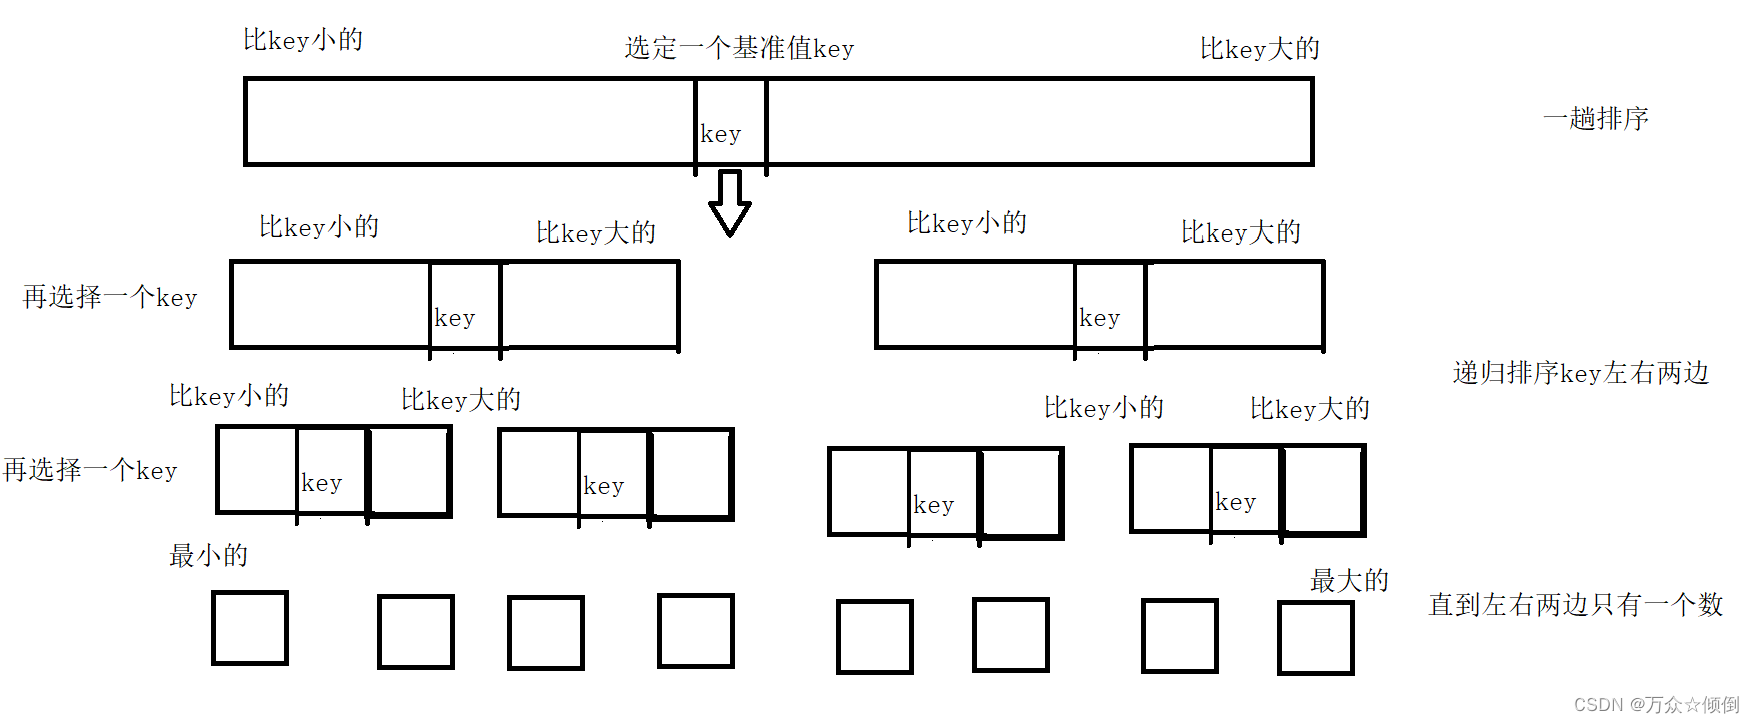 比key小的
选定一个基准值key
比key大的
key
一趟排序
比key小的
比key大的
比key小的
比key大的
再选择一个key
key
key
递归排序key左右两边
比key小的
比key大的
比key小的
比key大的
再选择一个key
key
key
key
key
最小的
最大的
直到左右两边只有一个数
CSDN @万众☆倾倒